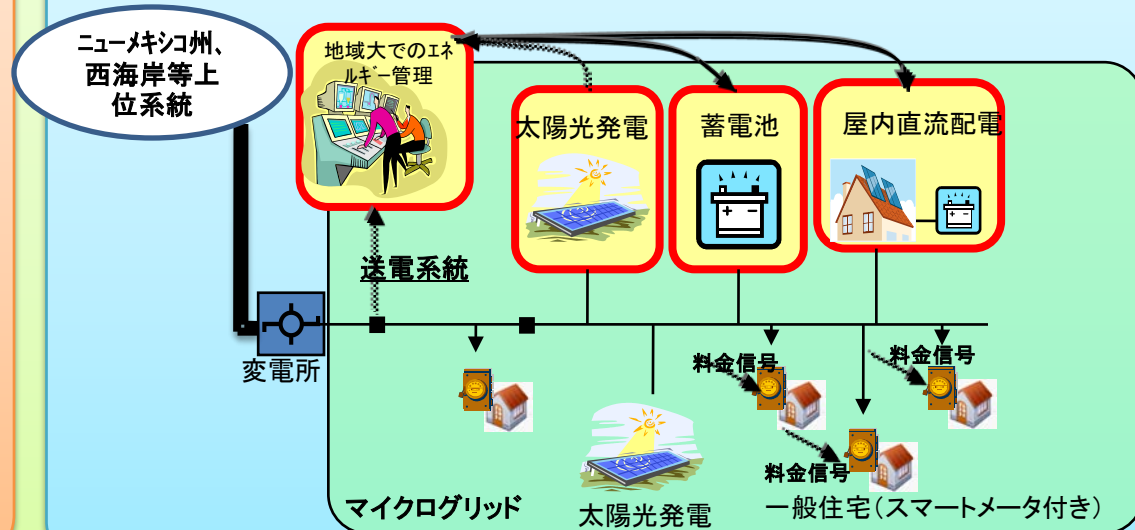 ニューメキシコ州、
西海岸等上
位系統
地域大でのエネ
ルギー管理
太陽光発電
蓄電池
屋内直流配電
送電系統
変電所
料金信号
料金信号
料金信号
マイクログリッド
太陽光発電
一般住宅(スマートメータ付き)